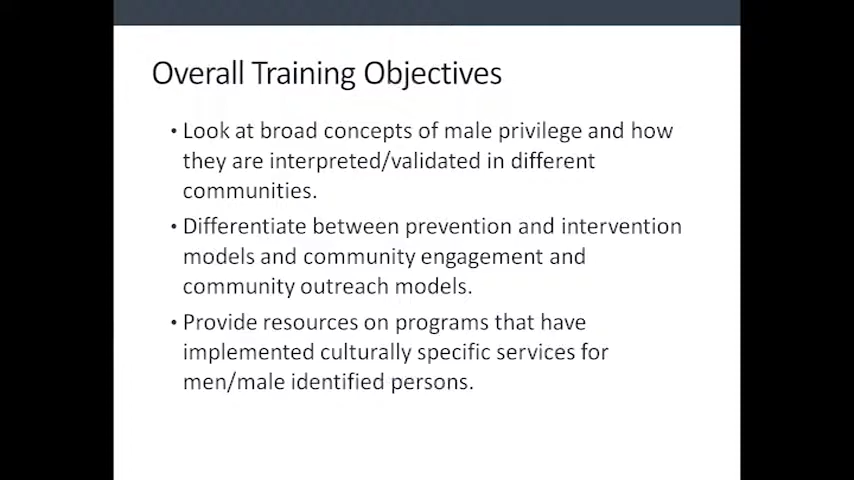 Overall Training Objectives
• Look at broad concepts of male privilege and how
they are interpreted/validated in different
communities.
• Differentiate between prevention and intervention
models and community engagement and
community outreach models.
• Provide resources on programs that have
implemented culturally specific services for
men/male identified persons.